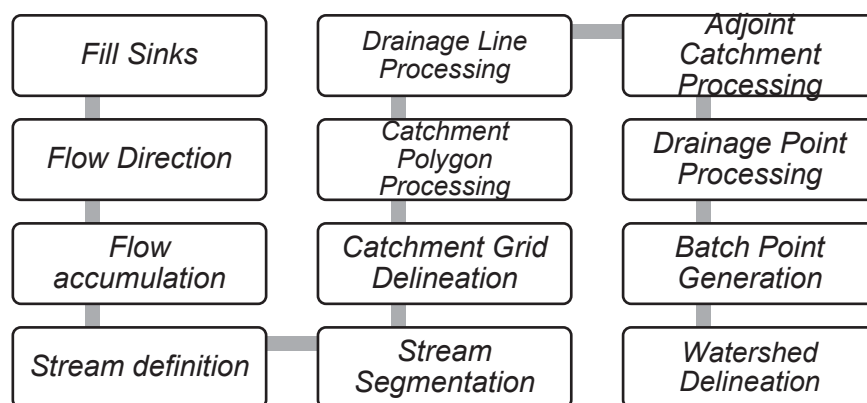 Fill Sinks
Flow Direction
Flow
accumulation
Stream definition
Stream
Segmentation
Catchment Grid
Delineation
Catchment
Polygon
Processing
Drainage Line
Processing
Adjoint
Catchment
Processing
Drainage Point
Processing
Batch Point
Generation
Watershed
Delineation